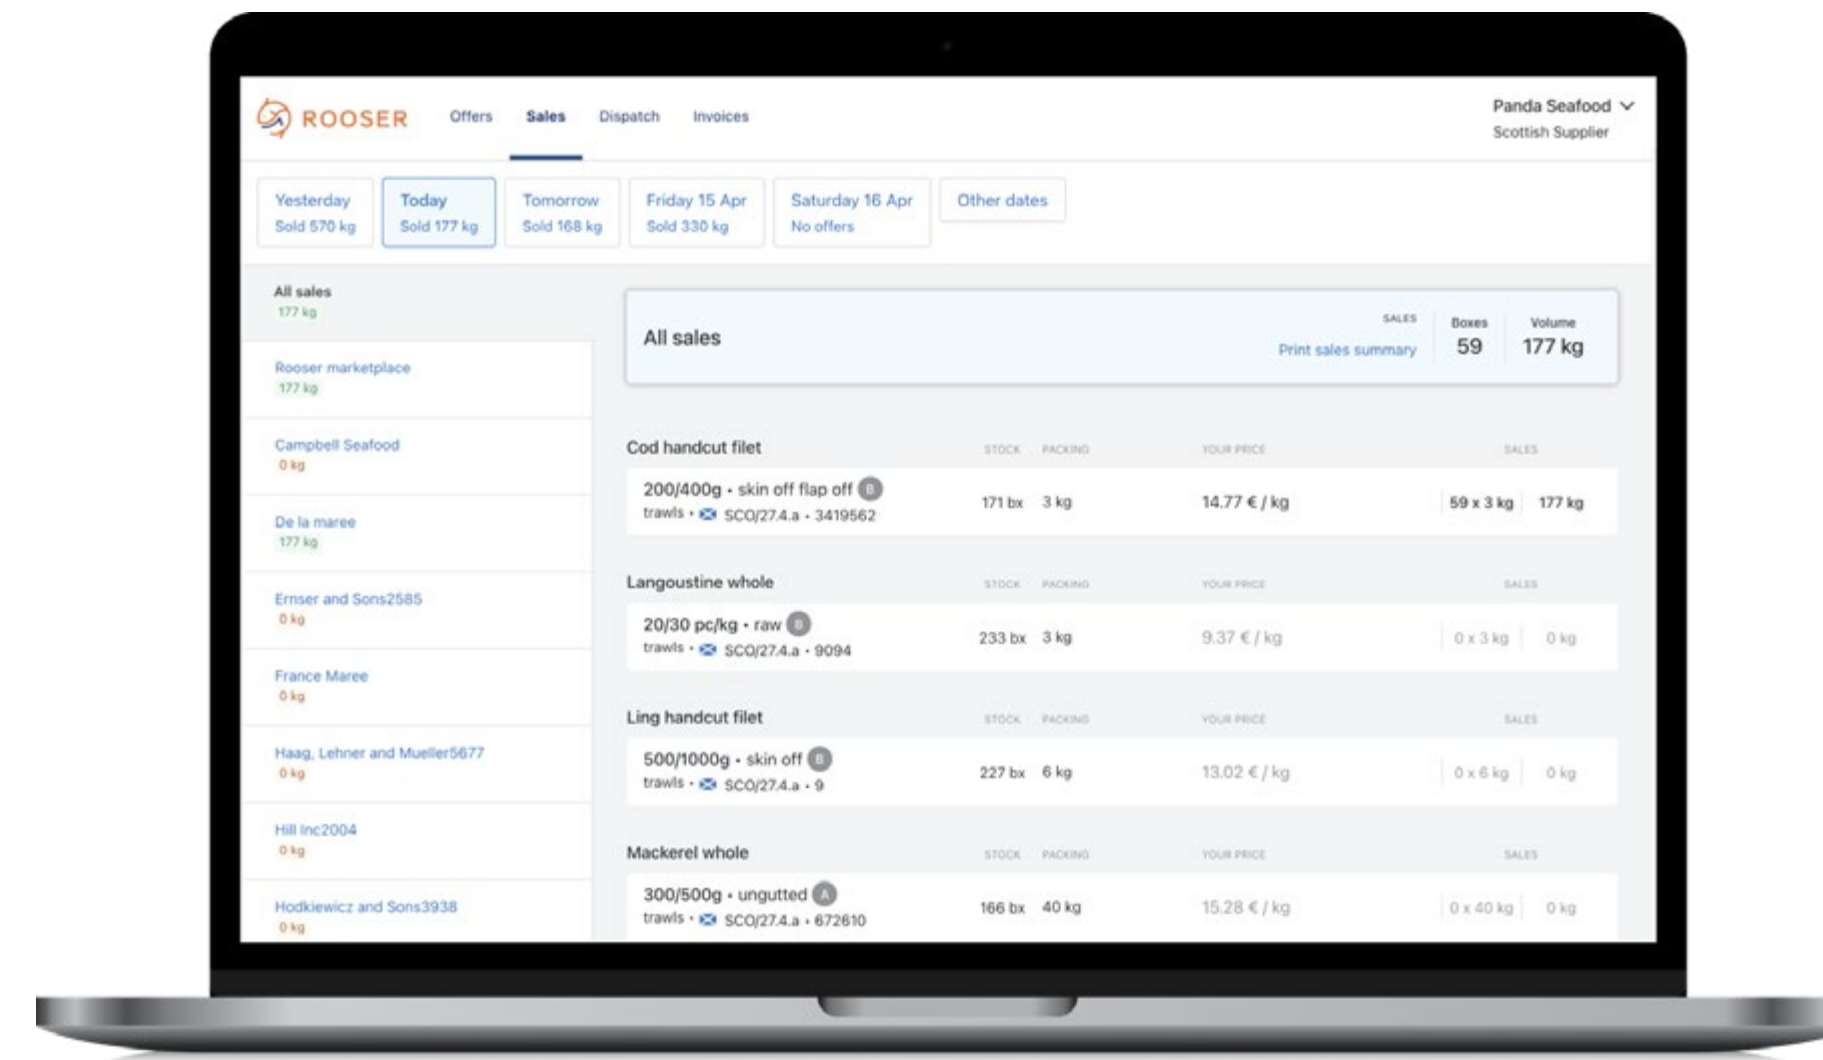 ROOSER Offers Sales Dispatch Invoices
Panda Seafood
Scottish Supplier
Yesterday
Sold 570 kg
Today
Sold 177 kg
Tomorrow
Sold 168 kg
Friday 15 Apr
Sold 330 kg
Saturday 16 Apr
No offers
Other dates
All sales
177 kg
Rooser marketplace
177 kg
Campbell Seafood
0 kg
De la maree
177 kg
Ernser and Sons2585
0 kg
France Maree
0 kg
Haag, Lehner and Mueller5677
0 kg
Hill Inc2004
0 kg
Hodkiewicz and Sons3938
0 kg
All sales
SALES
Print sales summary
Boxes
59
Volume
177 kg
Cod handcut filet STOCK PACKING YOUR PRICE SALES
200/400g • skin off flap off B
trawls • SCO/27.4.a • 3419562
171 bx 3 kg 14.77 € / kg 59 x 3 kg 177 kg
Langoustine whole STOCK PACKING YOUR PRICE SALES
20/30 pc/kg • raw B
trawls • SCO/27.4.a • 9094
233 bx 3 kg 9.37 € / kg 0 x 3 kg 0 kg
Ling handcut filet STOCK PACKING YOUR PRICE SALES
500/1000g • skin off B
trawls • SCO/27.4.a • 9
227 bx 6 kg 13.02 € / kg 0 x 6 kg 0 kg
Mackerel whole STOCK PACKING YOUR PRICE SALES
300/500g • ungutted A
trawls • SCO/27.4.a • 672610
166 bx 40 kg 15.28 € / kg 0 x 40 kg 0 kg